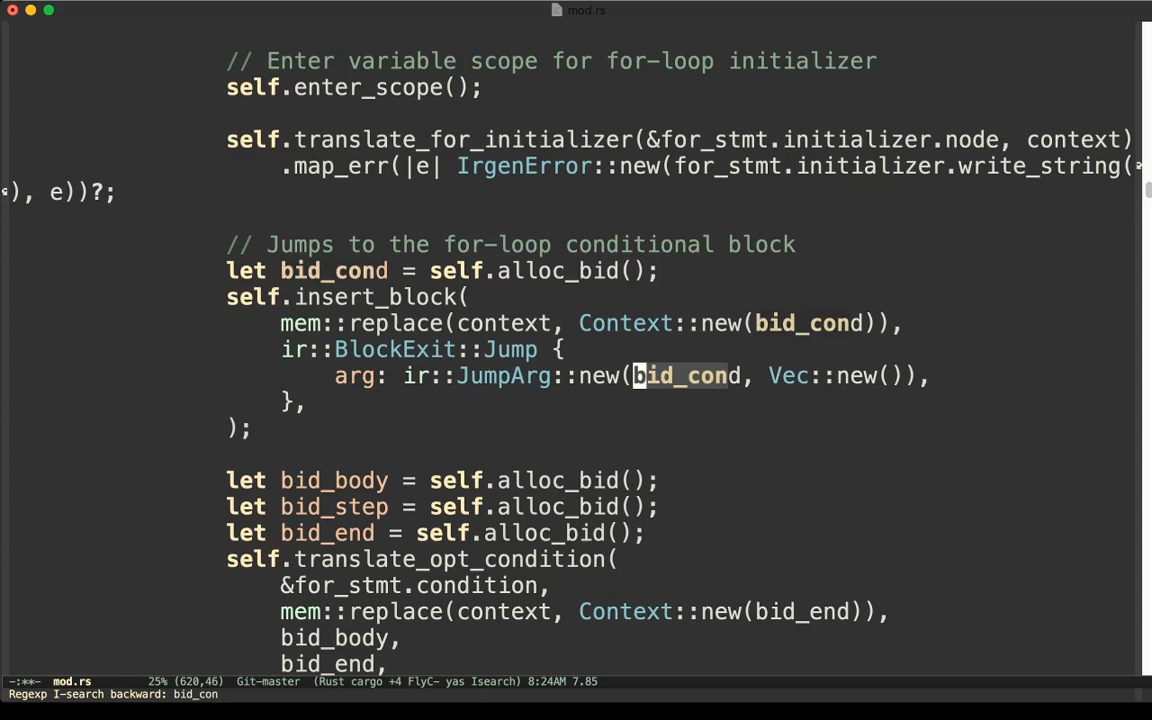 mod.rs
// Enter variable scope for for-loop initializer
self.enter_scope();
self.translate_for_initializer(&for_stmt.initializer.node, context)
.map_err(|e| IrgenError::new(for_stmt.initializer.write_string(
), e))?;
// Jumps to the for-loop conditional block
let bid_cond = self.alloc_bid();
self.insert_block(
mem::replace(context, Context::new(bid_cond)),
ir::BlockExit::Jump {
arg: ir::JumpArg::new(bid_cond, Vec::new()),
},
);
let bid_body = self.alloc_bid();
let bid_step = self.alloc_bid();
let bid_end = self.alloc_bid();
self.translate_opt_condition(
&for_stmt.condition,
mem::replace(context, Context::new(bid_end)),
bid_body,
bid_end,
-:**- mod.rs 25% (620,46) Git-master (Rust cargo +4 FlyC- yas Isearch) 8:24AM 7.85
Regexp I-search backward: bid_con